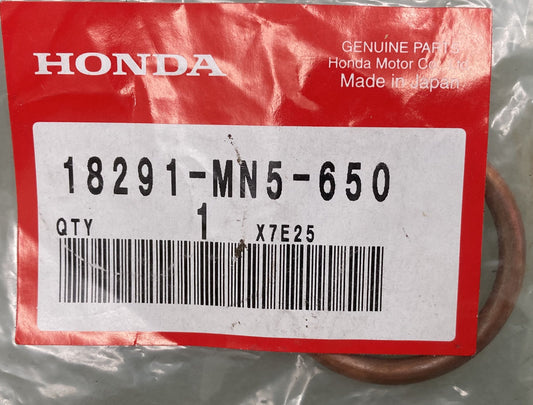 HONDA
GENUINE PARTS
Honda Motor Co.,
Made in Japan
18291-MN5-650
QTY 1 X7E25